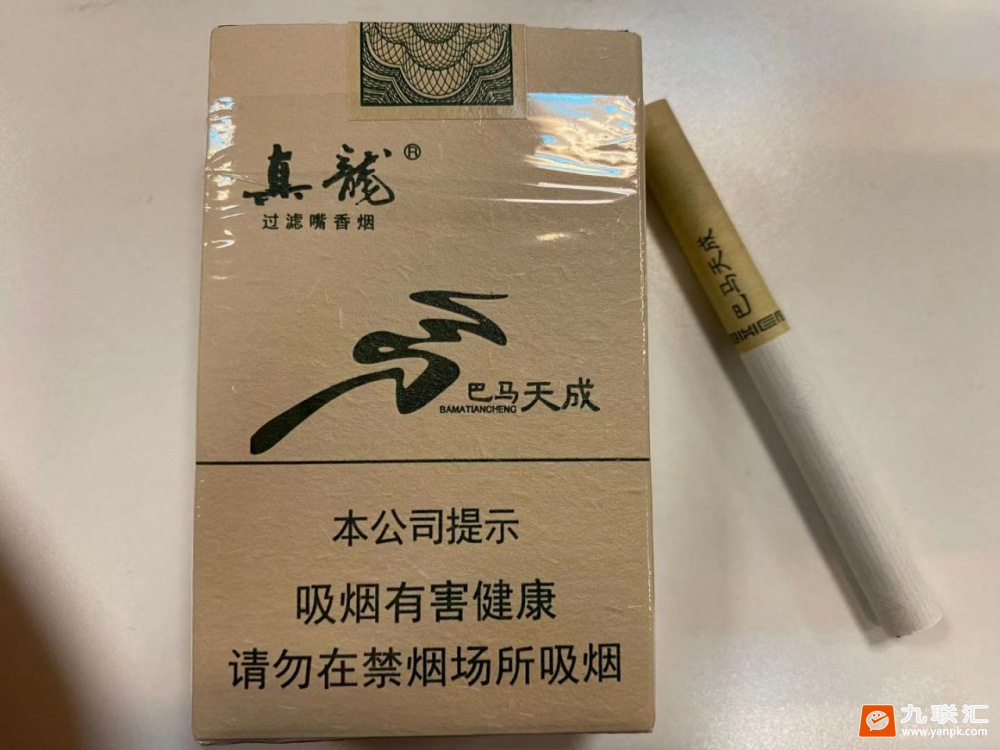 真龍®
过滤嘴香烟
巴马天成
BAMATIANCHENG
本公司提示
吸烟有害健康
请勿在禁烟场所吸烟
巴马天成
九联汇
www.yanpk.com